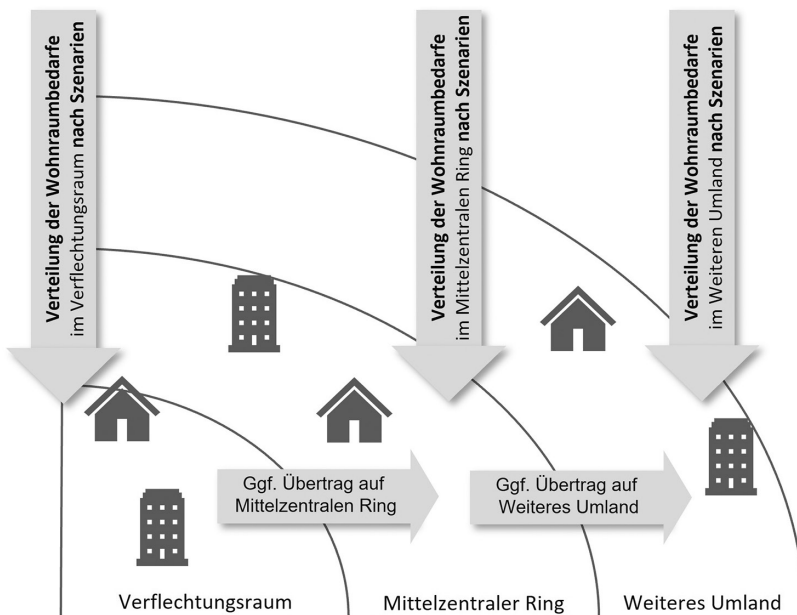 Verteilung der Wohnraumbedarfe
im Verflechtungsraum nach Szenarien
Verteilung der Wohnraumbedarfe
im Mittelzentralen Ring nach Szenarien
Verteilung der Wohnraumbedarfe
im Weiteren Umland nach Szenarien
Ggf. Übertrag auf
Mittelzentralen Ring
Ggf. Übertrag auf
Weiteres Umland
Verflechtungsraum
Mittelzentraler Ring
Weiteres Umland